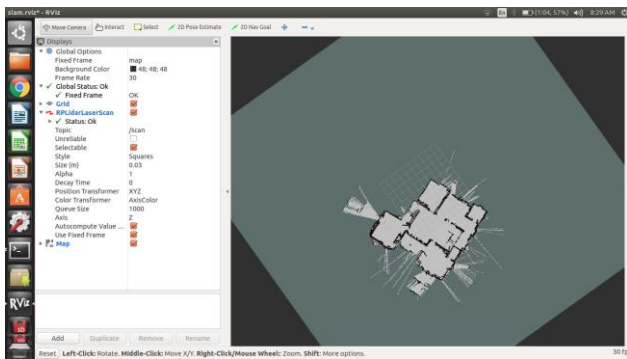 slam.rviz* - RViz
En
(1:04, 57%)
8:29 AM
Move Camera
Interact
Select
2D Pose Estimate
2D Nav Goal
Displays
Global Options
Fixed Frame map
Background Color 48; 48; 48
Frame Rate 30
Global Status: Ok
Fixed Frame OK
Grid
RPLidarLaserScan
Status: Ok
Topic /scan
Unreliable
Selectable
Style Squares
Size (m) 0.03
Alpha 1
Decay Time 0
Position Transformer XYZ
Color Transformer AxisColor
Queue Size 1000
Axis Z
Autocompute Value ...
Use Fixed Frame
Map
RViz
Add Duplicate Remove Rename
Reset Left-Click: Rotate. Middle-Click: Move X/Y. Right-Click/Mouse Wheel: Zoom. Shift: More options.
30 fp